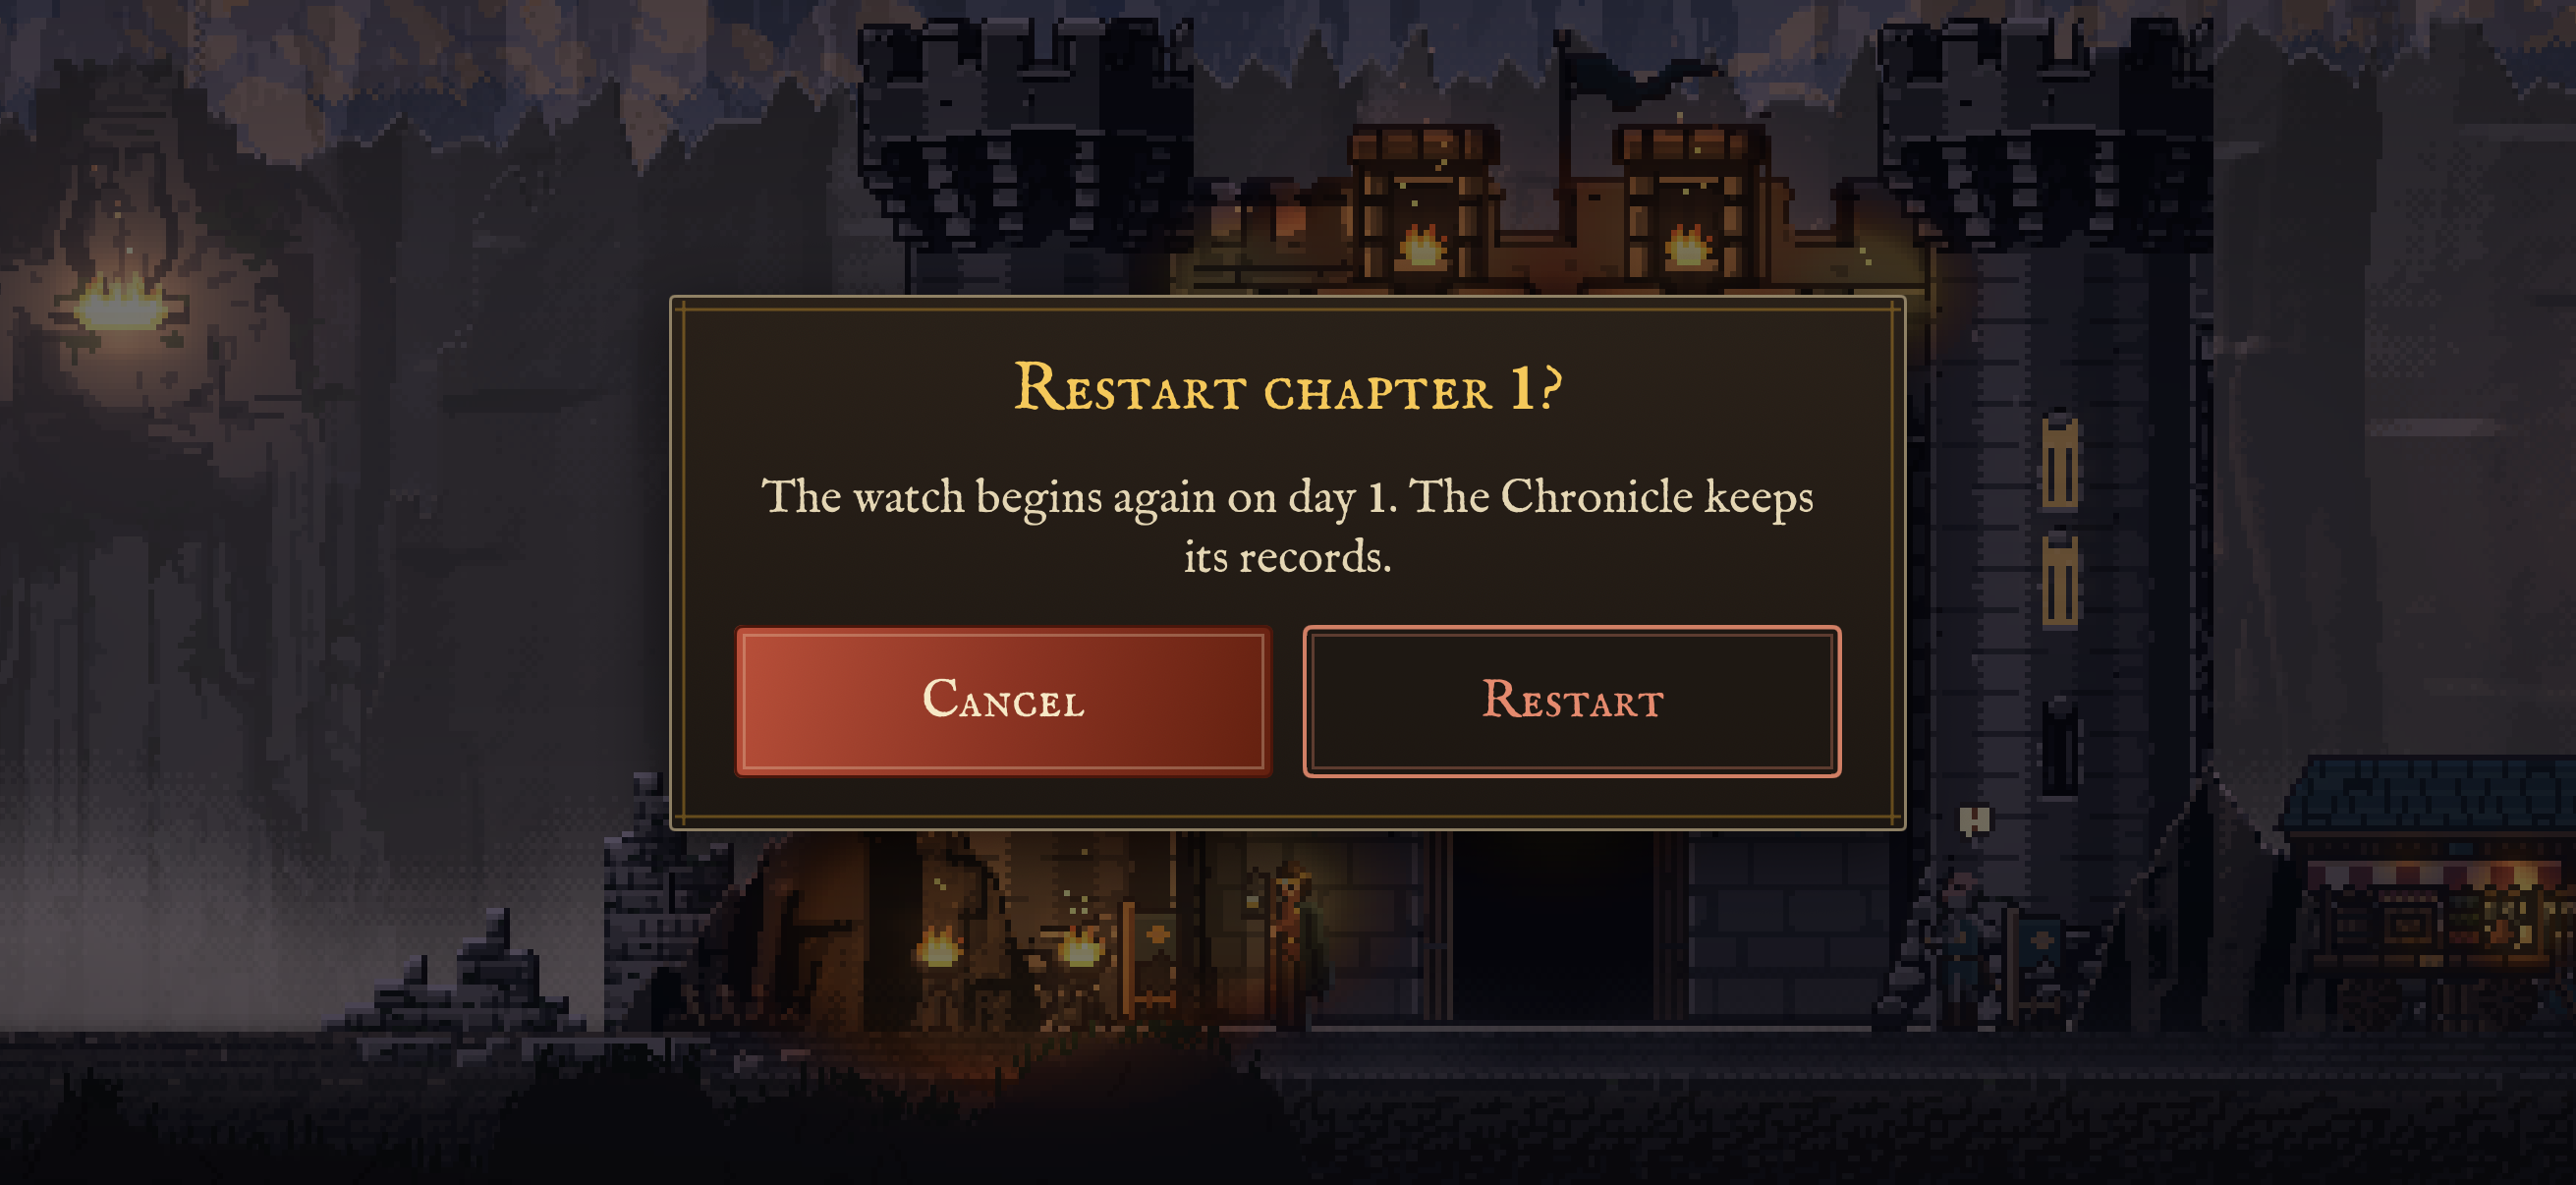 Restart chapter 1?
The watch begins again on day 1. The Chronicle keeps
its records.
Cancel
Restart